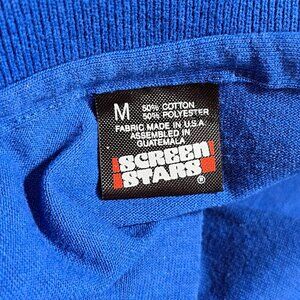 M 50% COTTON
50% POLYESTER
FABRIC MADE IN U.S.A.
ASSEMBLED IN
GUATEMALA
SCREEN
STARS®